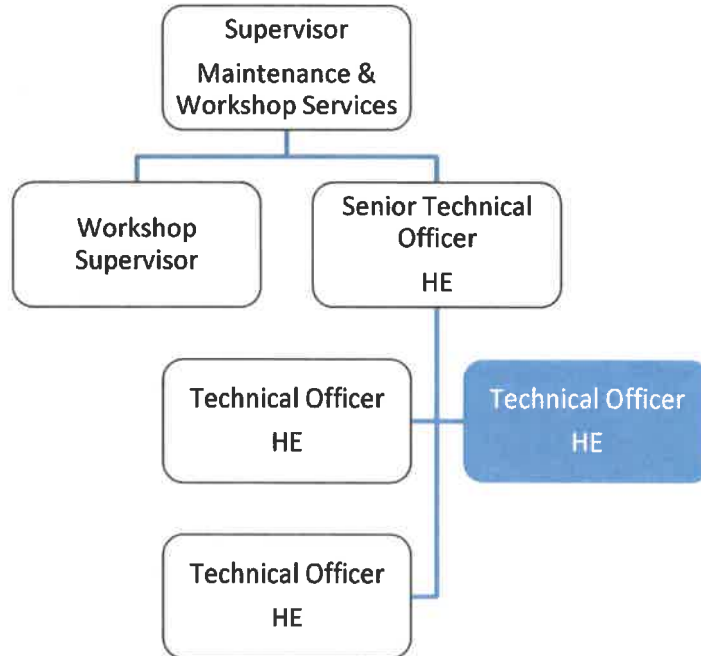 Supervisor
Maintenance &
Workshop Services
Workshop
Supervisor
Senior Technical
Officer
HE
Technical Officer
HE
Technical Officer
HE
Technical Officer
HE